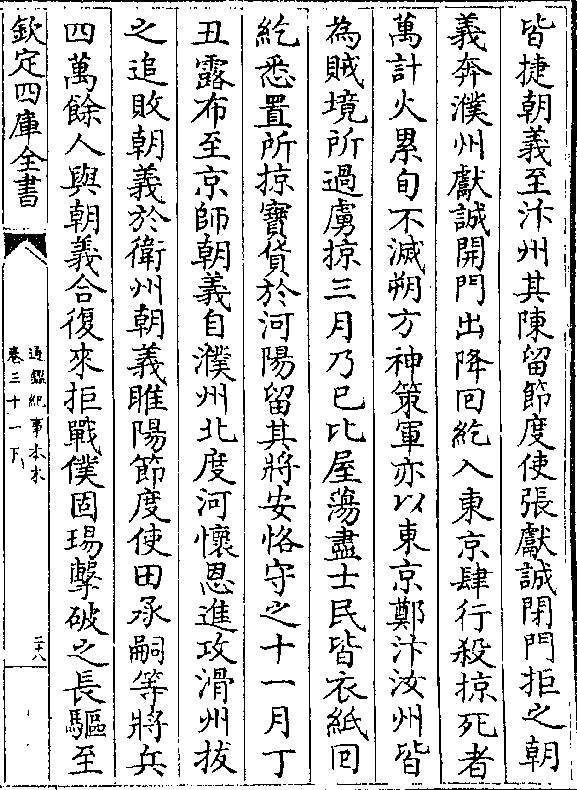 皆捷朝義至汴州其陳留節度使張獻誠閉門拒之朝
義奔濮州獻誠開門出降回紇入東京肆行殺掠死者
萬計火累旬不滅朔方神策軍亦以東京鄭汴汝州皆
為賊境所過虜掠三月乃已比屋蕩盡士民皆衣紙回
紇悉置所掠寶貨於河陽留其將安恪守之十一月丁
丑露布至京師朝義自濮州北度河懷恩進攻滑州拔
之追敗朝義於衛州朝義睢陽節度使田承嗣等將兵
四萬餘人與朝義合復來拒戰僕固瑒擊破之長驅至
欽定四庫全書
通鑑紀事本末
卷三十一下
二十八